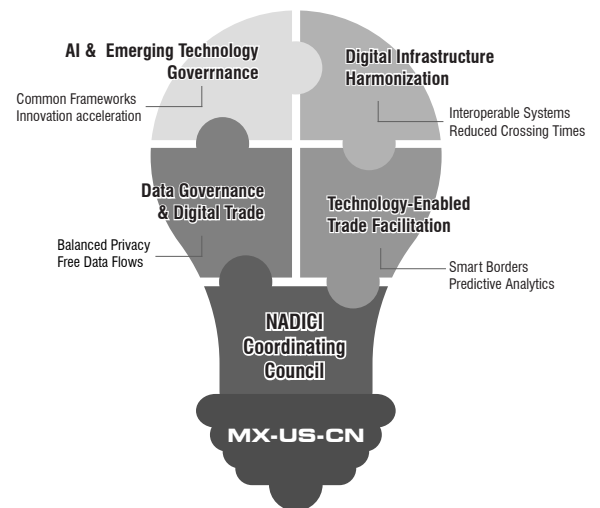 AI & Emerging Technology
Goverrnance
Digital Infrastructure
Harmonization
Common Frameworks
Innovation acceleration
Interoperable Systems
Reduced Crossing Times
Data Governance
& Digital Trade
Technology-Enabled
Trade Facilitation
Balanced Privacy
Free Data Flows
Smart Borders
Predictive Analytics
NADICI
Coordinating
Council
MX-US-CN